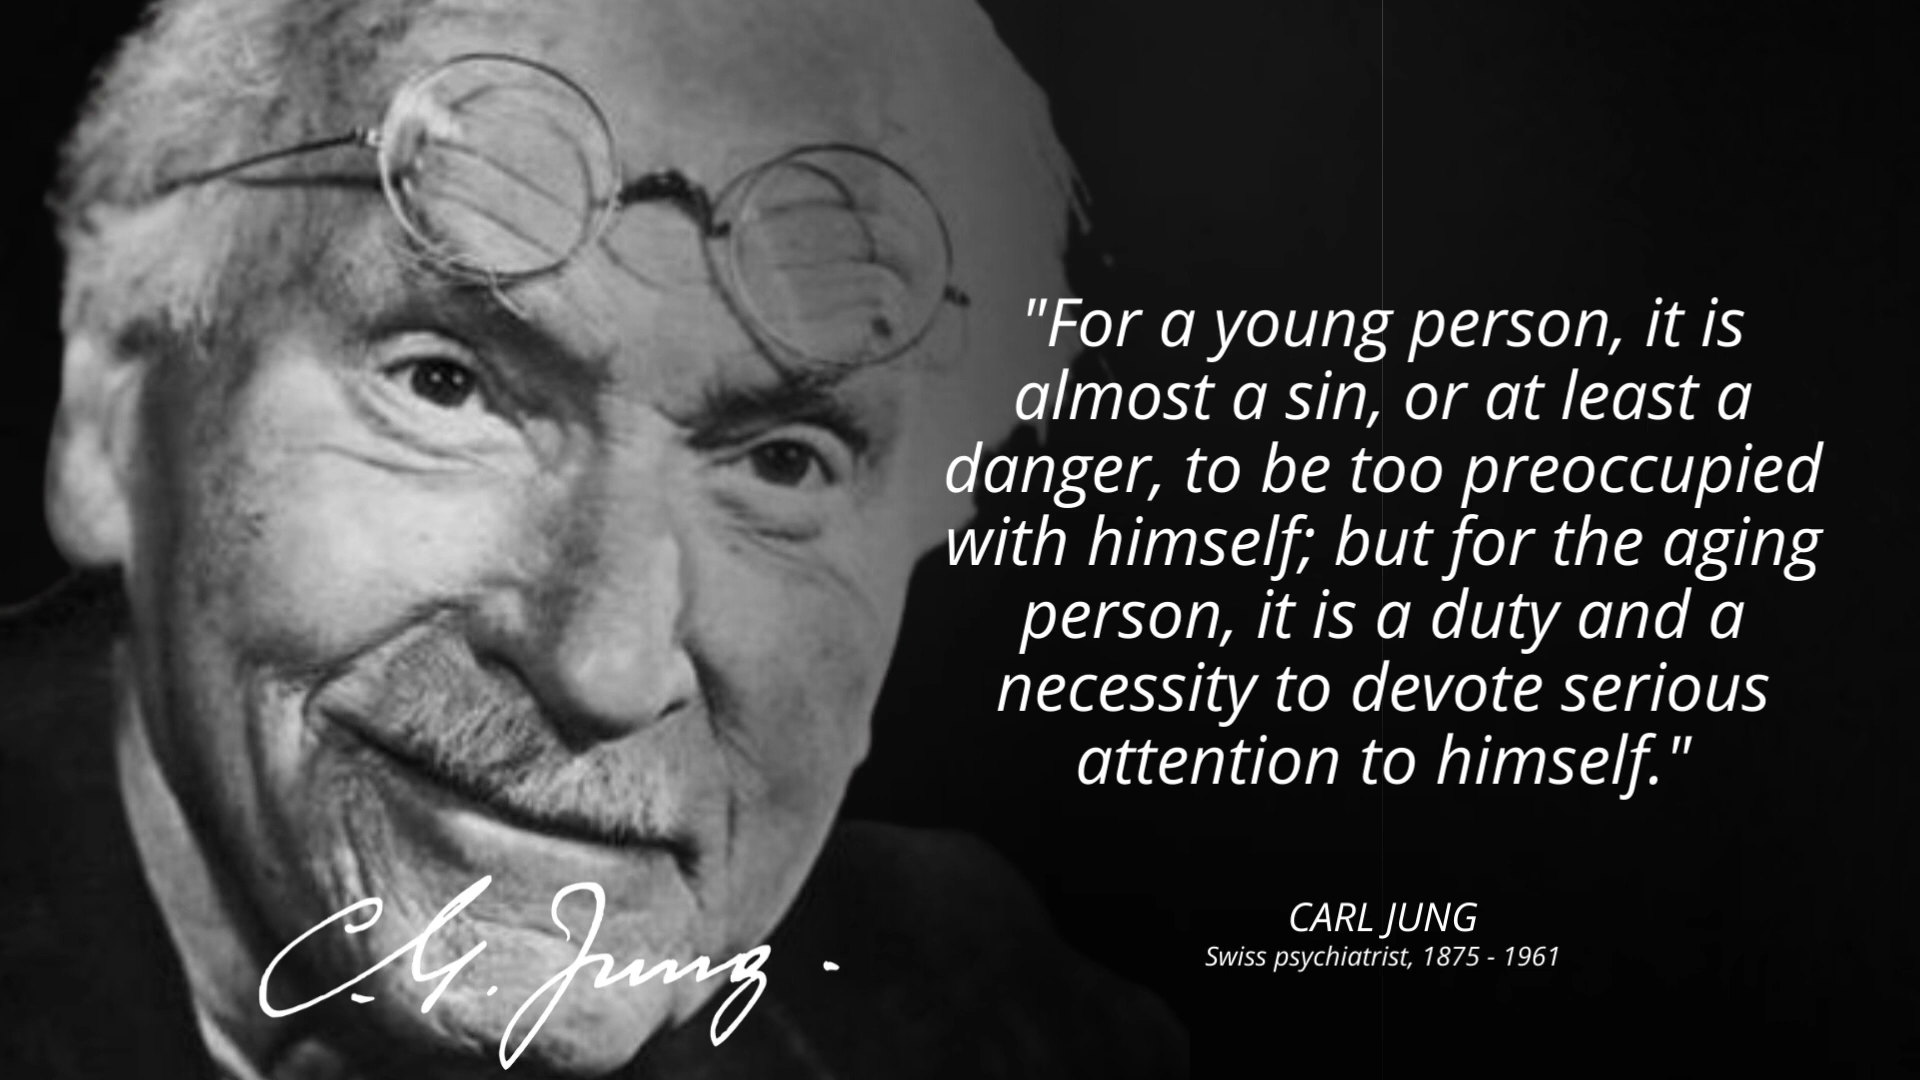 "For a young person, it is
almost a sin, or at least a
danger, to be too preoccupied
with himself; but for the aging
person, it is a duty and a
necessity to devote serious
attention to himself."
CARL JUNG
Swiss psychiatrist, 1875 - 1961
C. G. Jung.